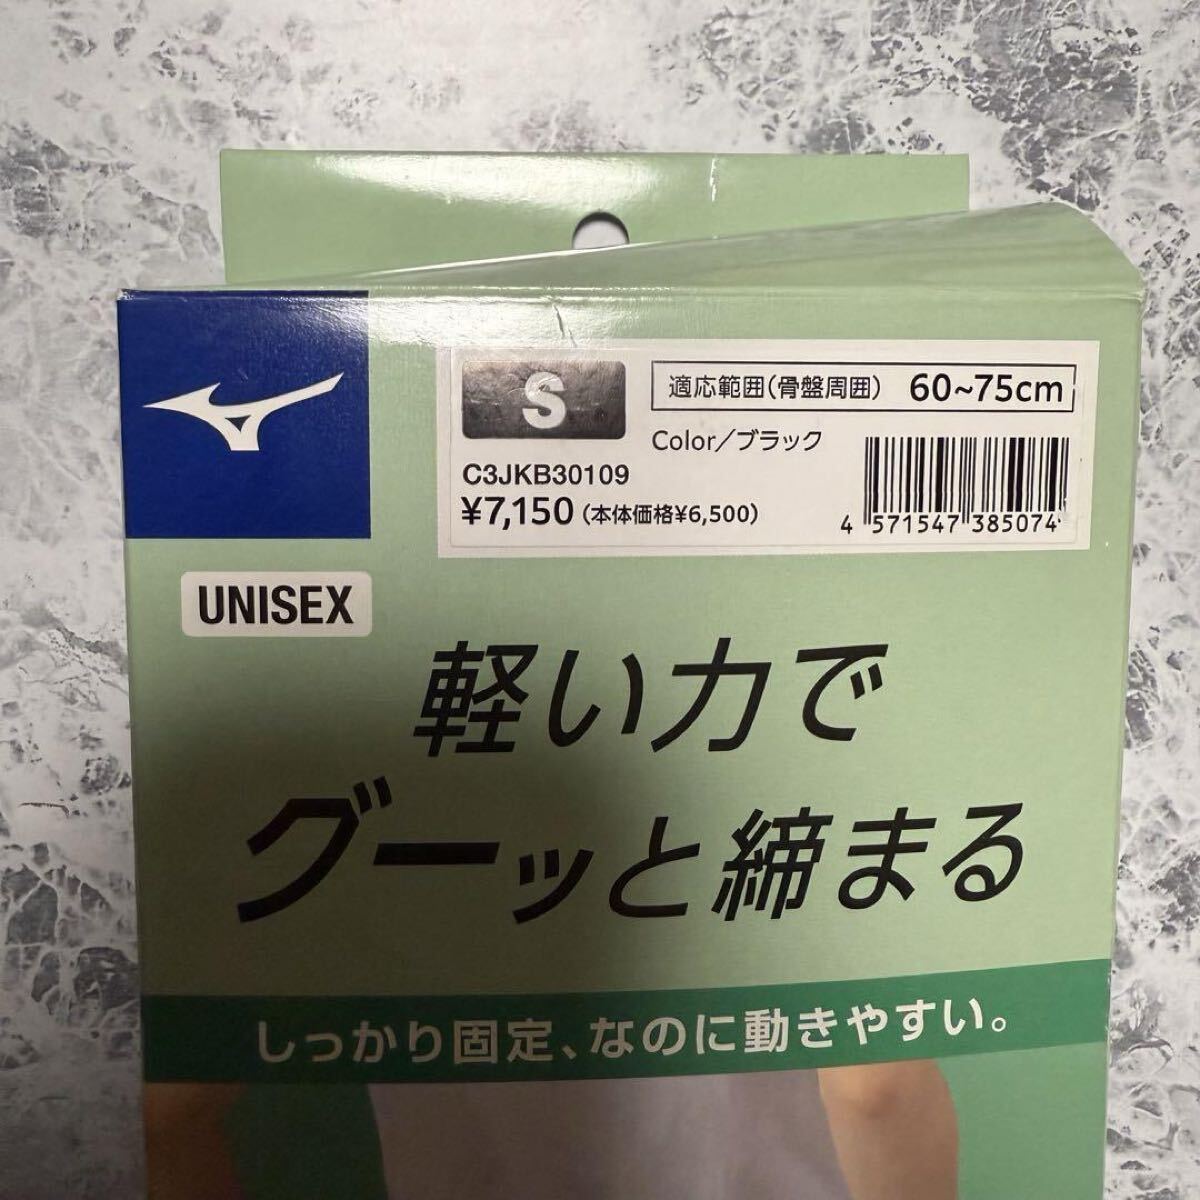 S
適応範囲(骨盤周囲) 60~75cm
Color/ブラック
C3JKB30109
¥7,150(本体価格¥6,500)
4 571547 385074
UNISEX
軽い力で
グーッと締まる
しっかり固定、なのに動きやすい。